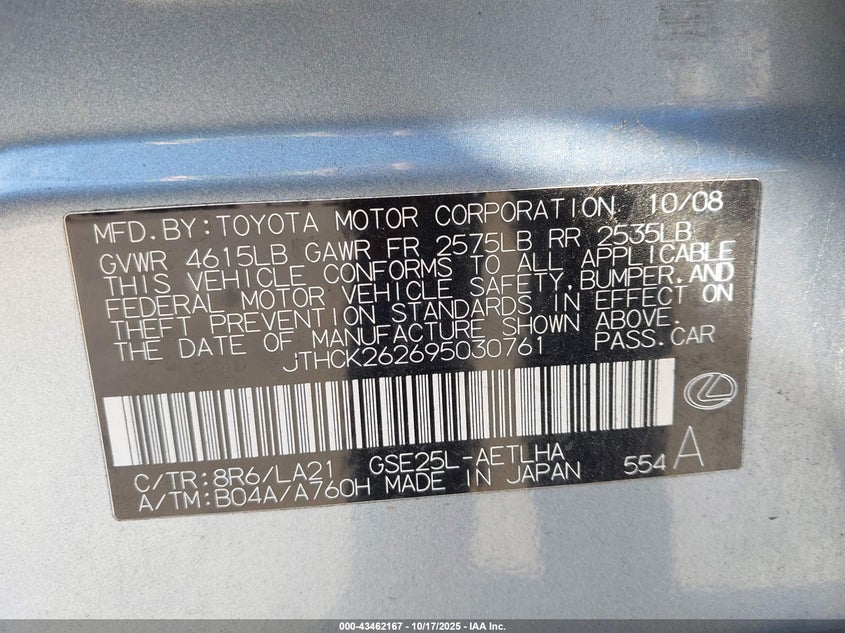 MFD. BY: TOYOTA MOTOR CORPORATION 10/08
GVWR 4615LB GAWR FR 2575LB RR 2535LB
THIS VEHICLE CONFORMS TO ALL APPLICABLE
FEDERAL MOTOR VEHICLE SAFETY, BUMPER, AND
THEFT PREVENTION STANDARDS IN EFFECT ON
THE DATE OF MANUFACTURE SHOWN ABOVE.
JTHCK262695030761 PASS. CAR
C/TR: 8R6/LA21 GSE25L-AETLHA
A/TM: B04A/A760H MADE IN JAPAN 554 A
000-43462167 - 10/17/2025 - IAA Inc.